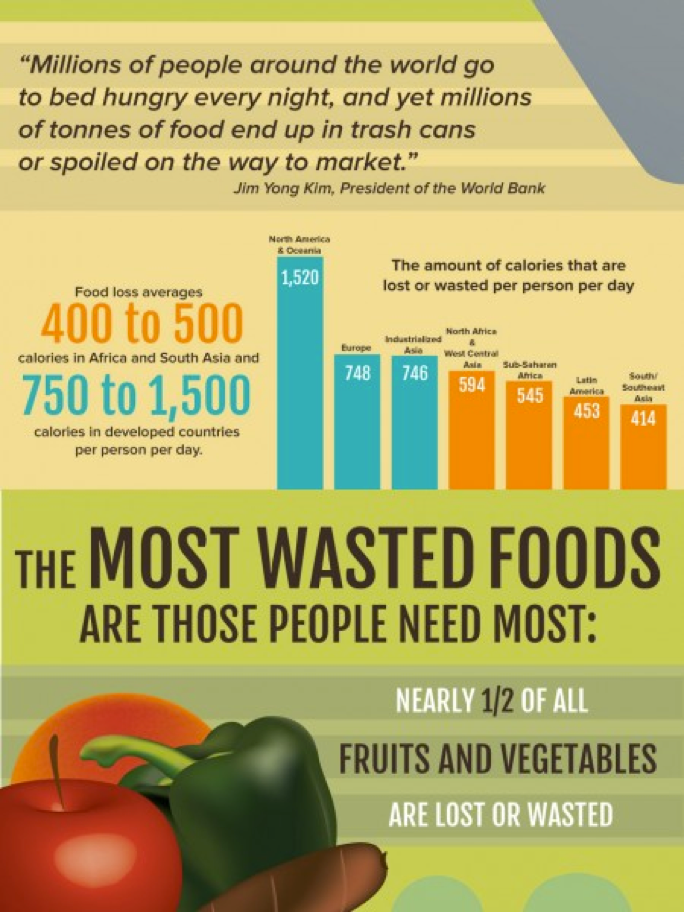 “Millions of people around the world go
to bed hungry every night, and yet millions
of tonnes of food end up in trash cans
or spoiled on the way to market.”
Jim Yong Kim, President of the World Bank
Food loss averages
400 to 500
calories in Africa and South Asia and
750 to 1,500
calories in developed countries
per person per day.
The amount of calories that are
lost or wasted per person per day
North America
& Oceania
1,520
Europe
748
Industrialized
Asia
746
North Africa
&
West Central
Asia
594
Sub-Saharan
Africa
545
Latin
America
453
South/
Southeast
Asia
414
THE MOST WASTED FOODS
ARE THOSE PEOPLE NEED MOST:
NEARLY 1/2 OF ALL
FRUITS AND VEGETABLES
ARE LOST OR WASTED